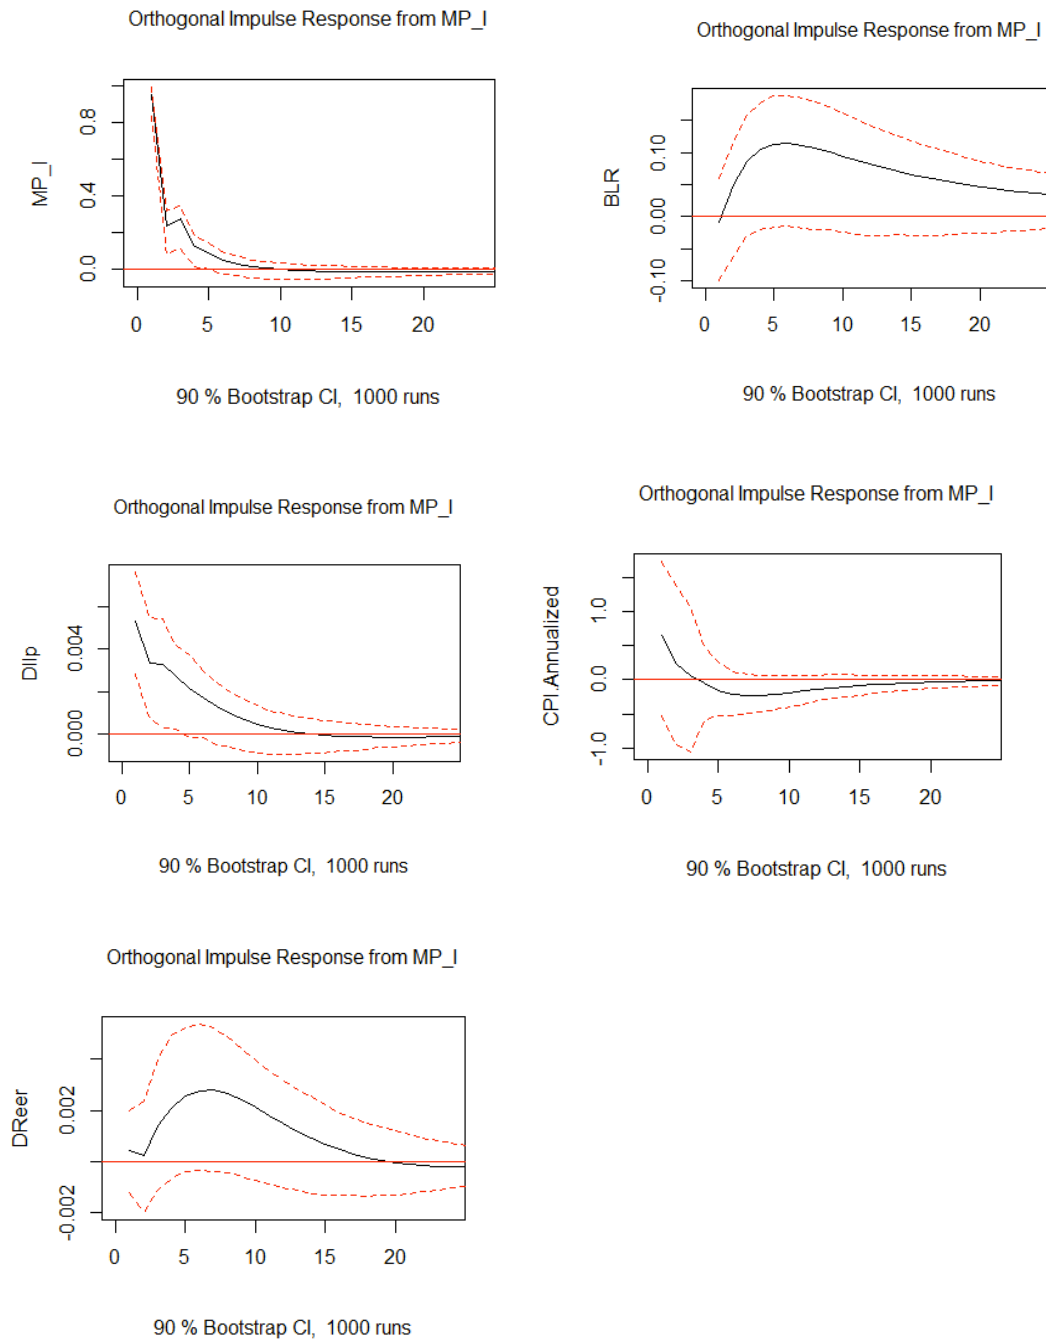 Orthogonal Impulse Response from MP_I
MP_I
0.8
0.4
0.0
0 5 10 15 20
90 % Bootstrap CI, 1000 runs
Orthogonal Impulse Response from MP_I
BLR
0.10
0.00
-0.10
0 5 10 15 20
90 % Bootstrap CI, 1000 runs
Orthogonal Impulse Response from MP_I
DIIp
0.004
0.000
0 5 10 15 20
90 % Bootstrap CI, 1000 runs
Orthogonal Impulse Response from MP_I
CPI.Annualized
1.0
0.0
-1.0
0 5 10 15 20
90 % Bootstrap CI, 1000 runs
Orthogonal Impulse Response from MP_I
DReer
0.002
-0.002
0 5 10 15 20
90 % Bootstrap CI, 1000 runs